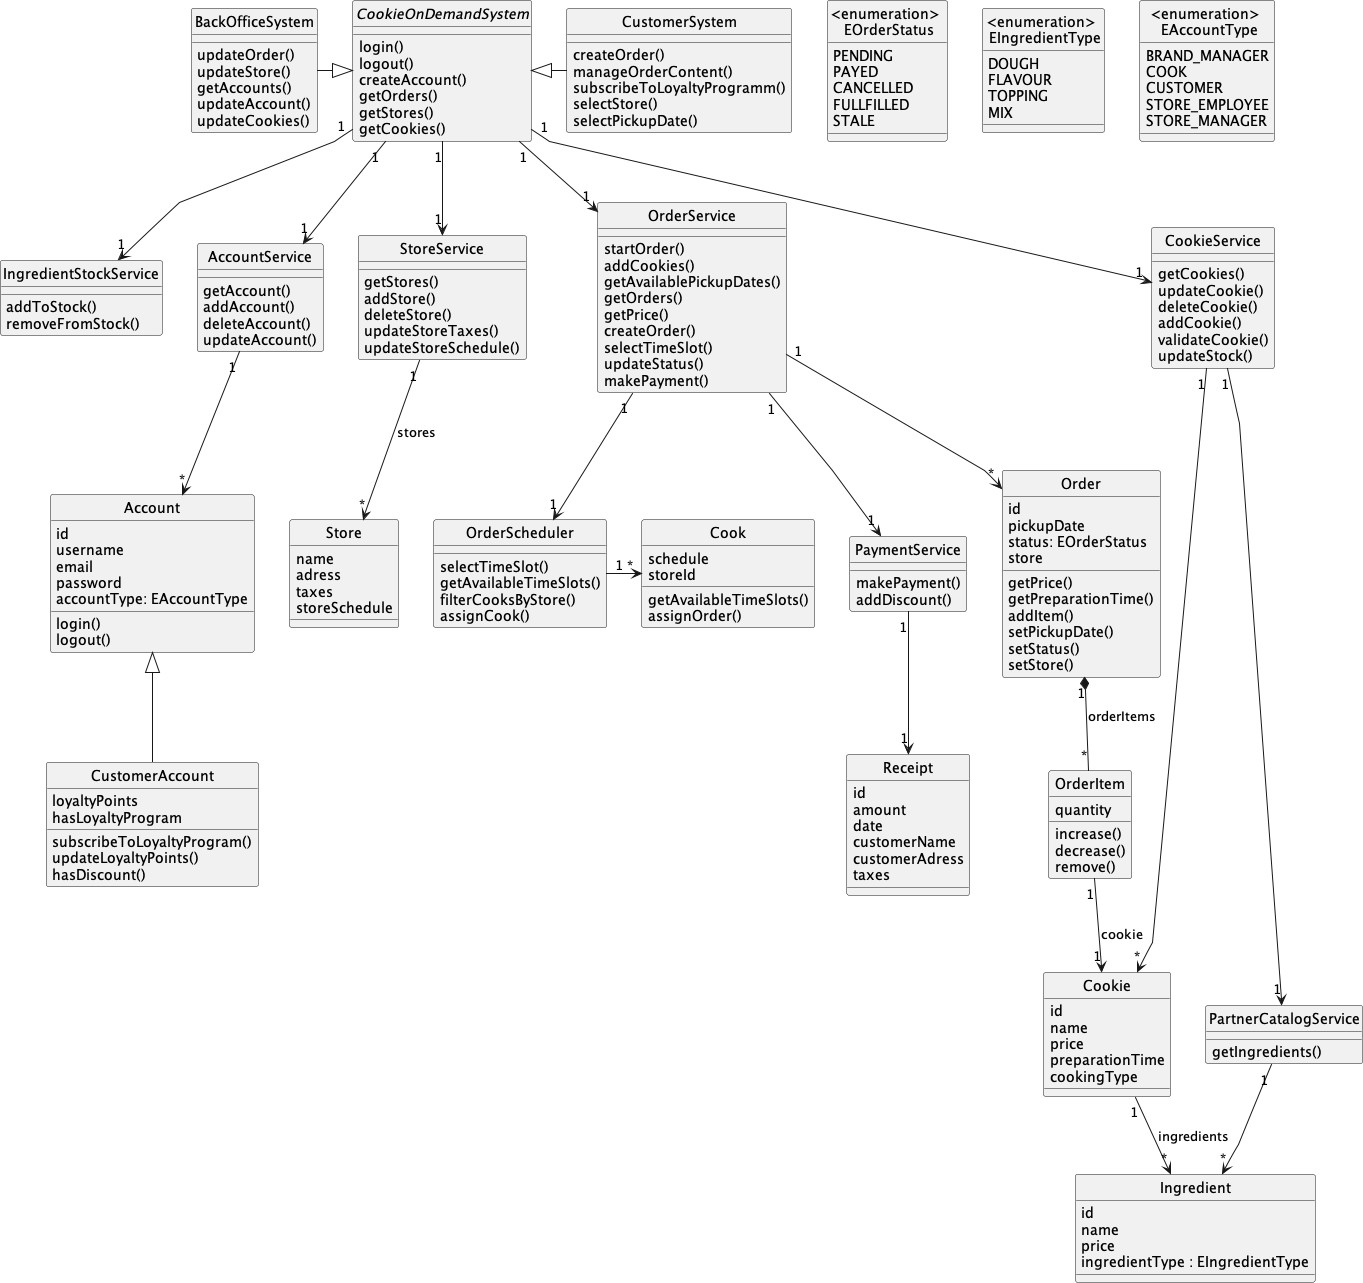 BackOfficeSystem
updateOrder()
updateStore()
getAccounts()
updateAccount()
updateCookies()
CookieOnDemandSystem
login()
logout()
createAccount()
getOrders()
getStores()
getCookies()
CustomerSystem
createOrder()
manageOrderContent()
subscribeToLoyaltyProgramm()
selectStore()
selectPickupDate()
<enumeration>
EOrderStatus
PENDING
PAYED
CANCELLED
FULLFILLED
STALE
<enumeration>
EIngredientType
DOUGH
FLAVOUR
TOPPING
MIX
<enumeration>
EAccountType
BRAND_MANAGER
COOK
CUSTOMER
STORE_EMPLOYEE
STORE_MANAGER
1
1
1
1
1
1
1
1
1
1
IngredientStockService
addToStock()
removeFromStock()
AccountService
getAccount()
addAccount()
deleteAccount()
updateAccount()
StoreService
getStores()
addStore()
deleteStore()
updateStoreTaxes()
updateStoreSchedule()
OrderService
startOrder()
addCookies()
getAvailablePickupDates()
getOrders()
getPrice()
createOrder()
selectTimeSlot()
updateStatus()
makePayment()
CookieService
getCookies()
updateCookie()
deleteCookie()
addCookie()
validateCookie()
updateStock()
1
*
1
stores
*
1
1
1
1
1
*
1
1
Account
id
username
email
password
accountType: EAccountType
login()
logout()
Store
name
adress
taxes
storeSchedule
OrderScheduler
selectTimeSlot()
getAvailableTimeSlots()
filterCooksByStore()
assignCook()
1 *
Cook
schedule
storeId
getAvailableTimeSlots()
assignOrder()
PaymentService
makePayment()
addDiscount()
1
1
Order
id
pickupDate
status: EOrderStatus
store
getPrice()
getPreparationTime()
addItem()
setPickupDate()
setStatus()
setStore()
1
orderItems
*
CustomerAccount
loyaltyPoints
hasLoyaltyProgram
subscribeToLoyaltyProgram()
updateLoyaltyPoints()
hasDiscount()
Receipt
id
amount
date
customerName
customerAdress
taxes
OrderItem
quantity
increase()
decrease()
remove()
1
cookie
1
*
1
Cookie
id
name
price
preparationTime
cookingType
PartnerCatalogService
getIngredients()
1
ingredients
*
1
*
Ingredient
id
name
price
ingredientType : EIngredientType